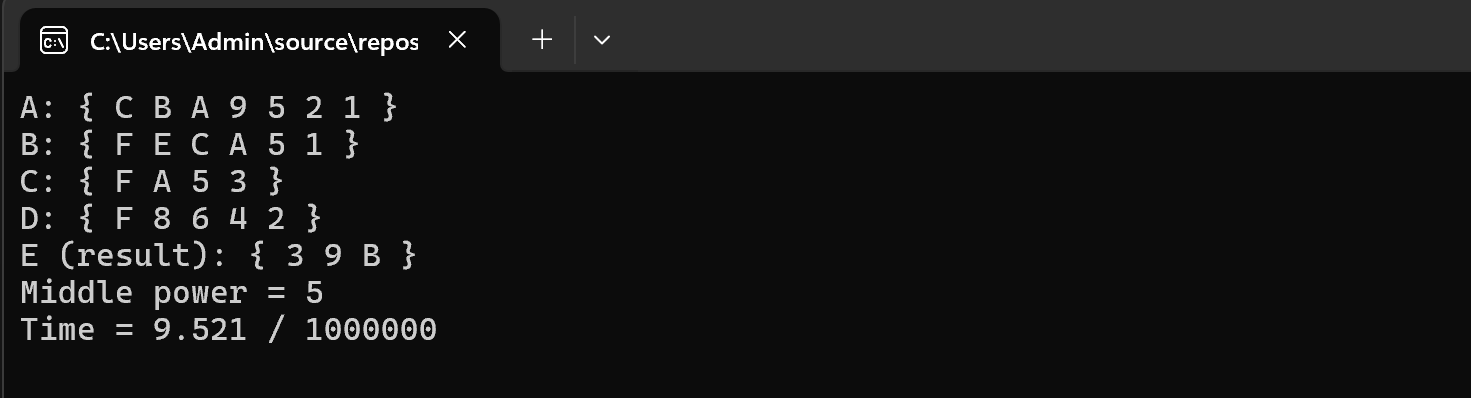 C:\Users\Admin\source\repos
A: { C B A 9 5 2 1 }
B: { F E C A 5 1 }
C: { F A 5 3 }
D: { F 8 6 4 2 }
E (result): { 3 9 B }
Middle power = 5
Time = 9.521 / 1000000